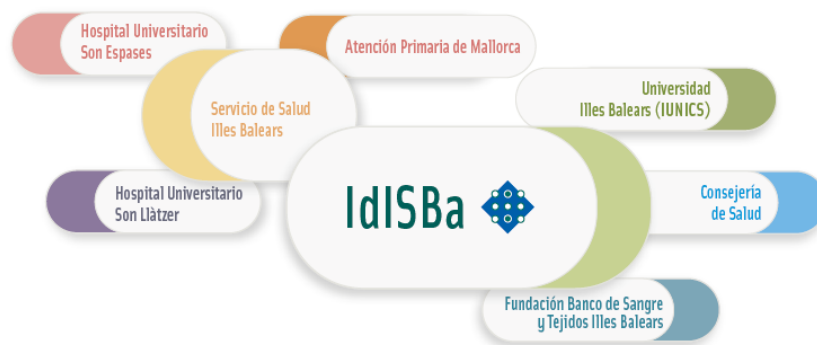 Hospital Universitario
Son Espases
Atención Primaria de Mallorca
Universidad
Illes Balears (IUNICS)
Servicio de Salud
Illes Balears
Hospital Universitario
Son Llàtzer
IdISBa
Consejería
de Salud
Fundación Banco de Sangre
y Tejidos Illes Balears